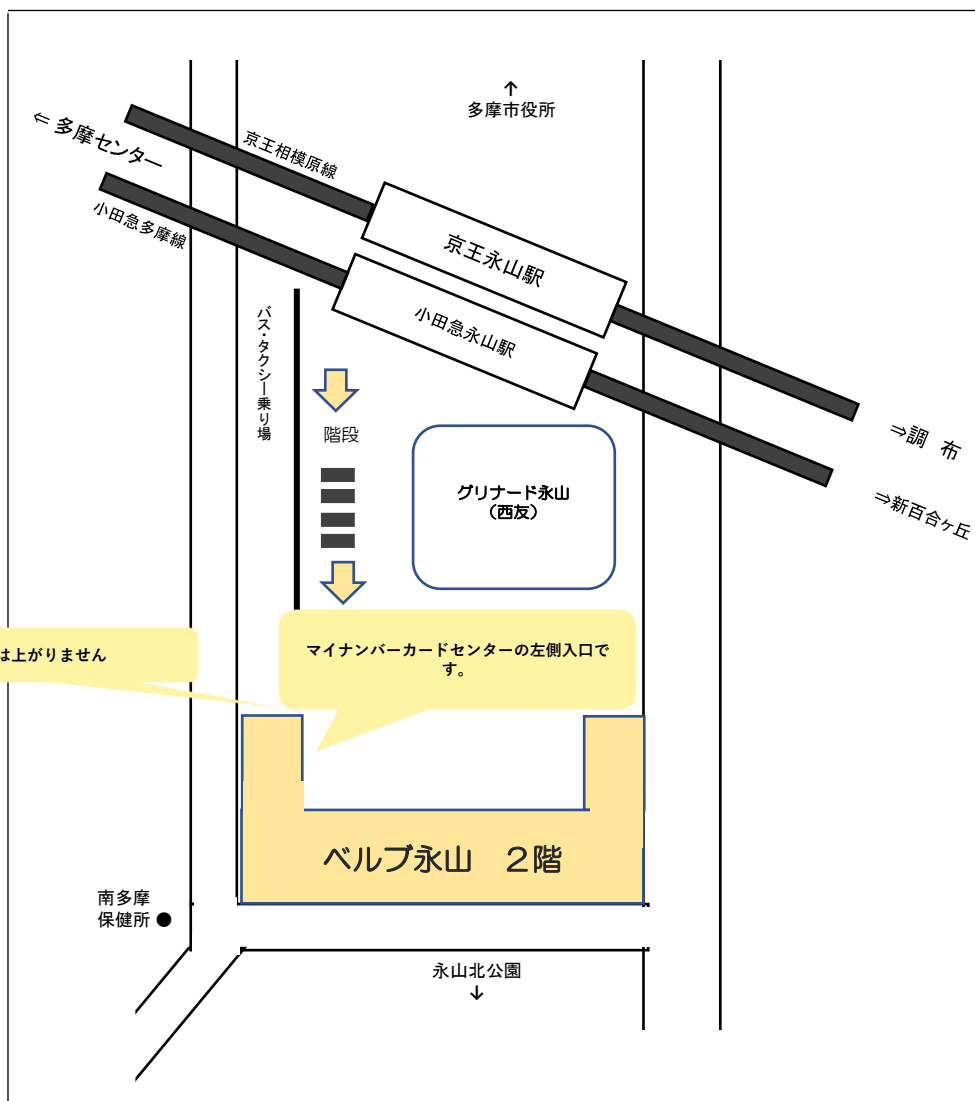 ↑
多摩市役所
⇐ 多摩センター
京王相模原線
小田急多摩線
京王永山駅
小田急永山駅
バス・タクシー乗り場
階段
グリナード永山
（西友）
⇒調 布
⇒新百合ヶ丘
は上がりません
マイナンバーカードセンターの左側入口で
す。
ベルブ永山 2階
南多摩
保健所 ●
永山北公園
↓